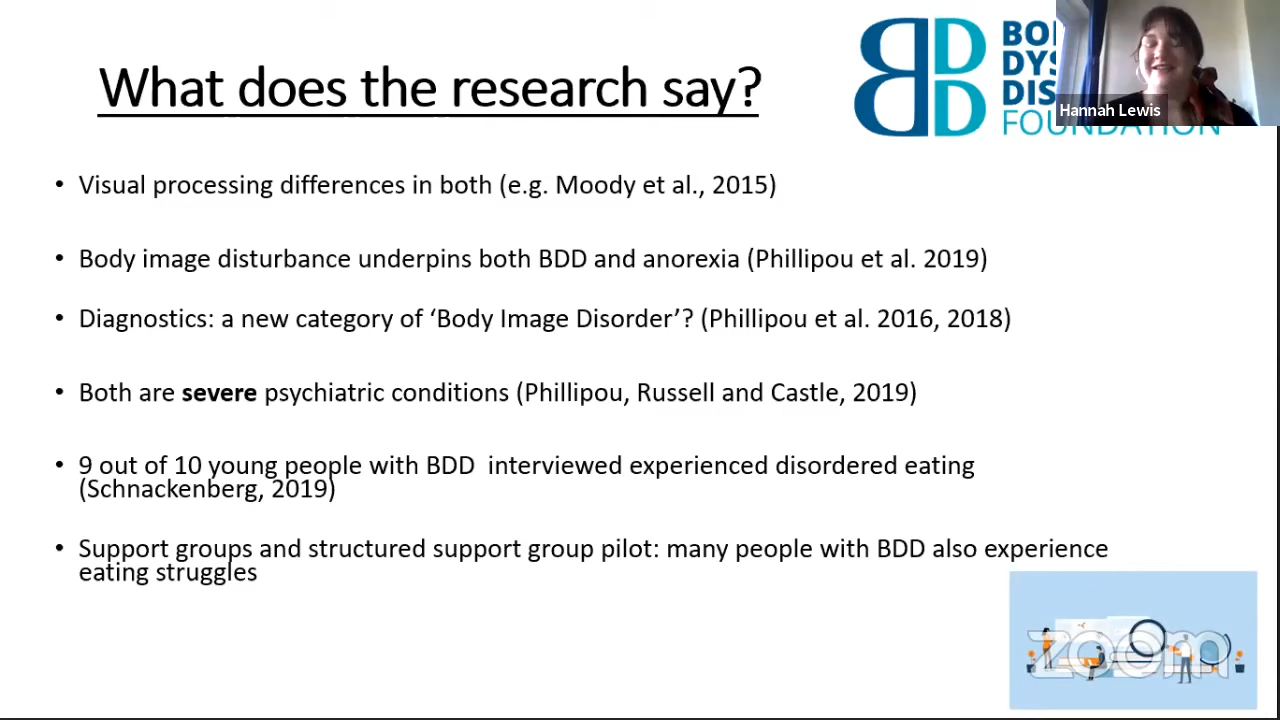 What does the research say?
BO
DYS
DIS
FOUNDATION
Hannah Lewis
• Visual processing differences in both (e.g. Moody et al., 2015)
• Body image disturbance underpins both BDD and anorexia (Phillipou et al. 2019)
• Diagnostics: a new category of ‘Body Image Disorder’? (Phillipou et al. 2016, 2018)
• Both are severe psychiatric conditions (Phillipou, Russell and Castle, 2019)
• 9 out of 10 young people with BDD  interviewed experienced disordered eating
(Schnackenberg, 2019)
• Support groups and structured support group pilot: many people with BDD also experience
eating struggles
zoom